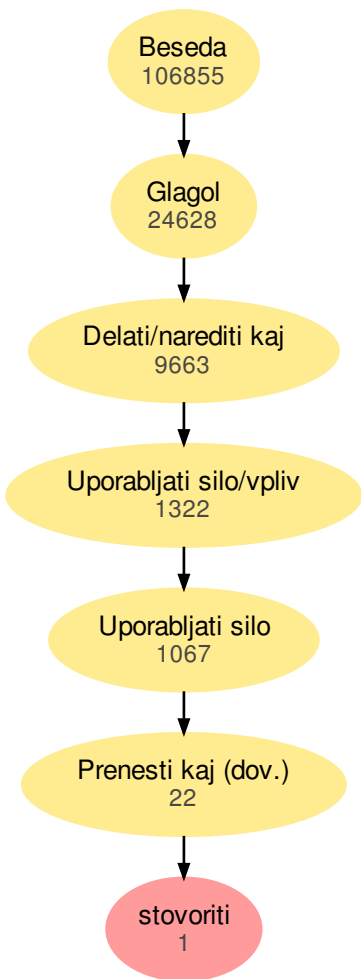 Beseda
106855
Glagol
24628
Delati/narediti kaj
9663
Uporabljati silo/vpliv
1322
Uporabljati silo
1067
Prenesti kaj (dov.)
22
stovoriti
1